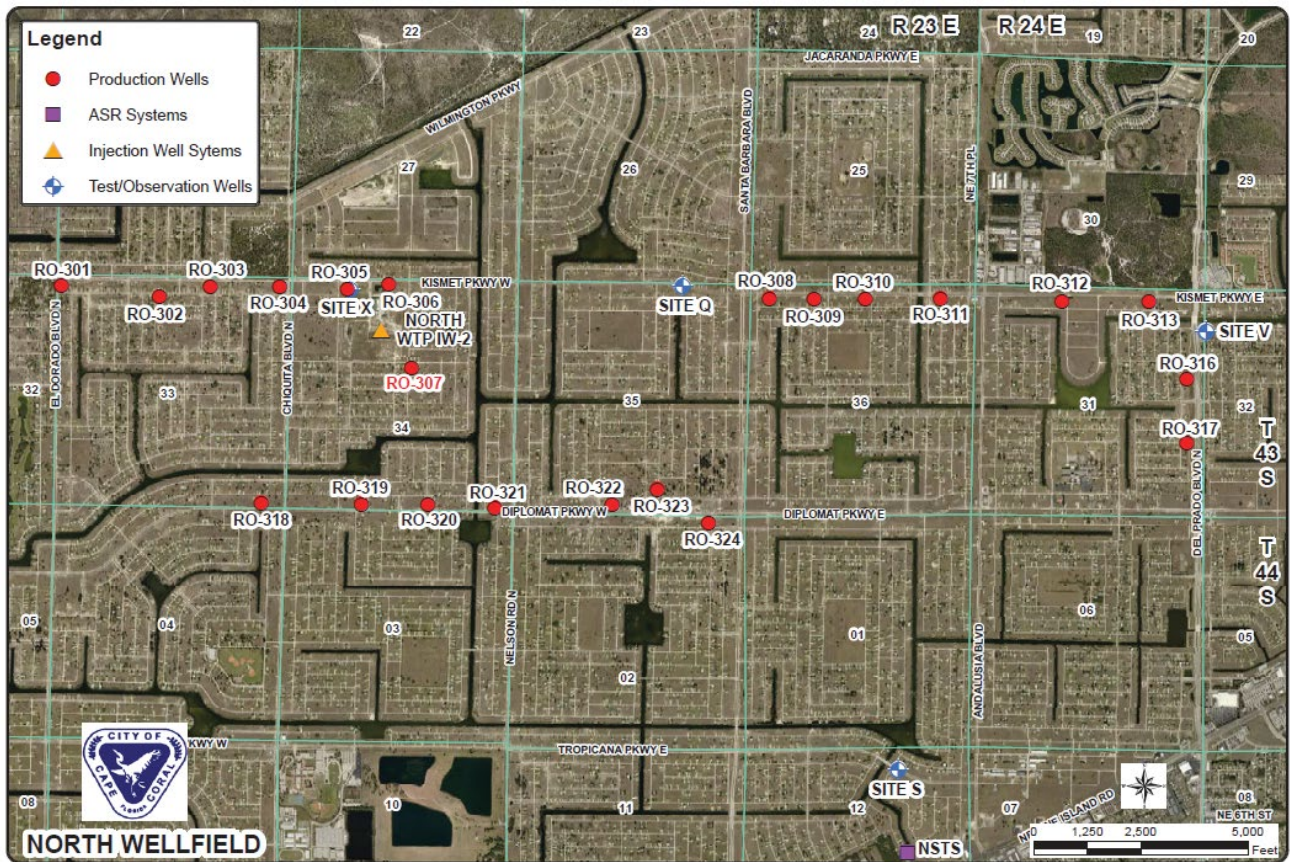 Legend
Production Wells
ASR Systems
Injection Well Sytems
Test/Observation Wells
22
23
24
R 23 E
R 24 E
19
20
JACARANDA PKWY E
WILMINGTON PKWY
SANTA BARBARA BLVD
NE 7TH PL
27
26
25
30
29
RO-301
RO-302
RO-303
RO-304
RO-305
SITE X
RO-306
KISMET PKWY W
NORTH
WTP IW-2
RO-307
SITE Q
RO-308
RO-309
RO-310
RO-311
RO-312
RO-313
KISMET PKWY E
SITE V
RO-316
RO-317
EL DORADO BLVD N
CHIQUITA BLVD N
32
33
34
35
36
31
32
T
43
S
RO-318
RO-319
RO-320
RO-321
RO-322
RO-323
RO-324
DIPLOMAT PKWY W
DIPLOMAT PKWY E
DEL PRADO BLVD N
T
44
S
05
04
03
02
01
06
05
NELSON RD N
ANDALUSIA BLVD
KWY W
TROPICANA PKWY E
CITY OF
CAPE CORAL
FLORIDA
08
10
11
12
07
08
SITE S
NSTS
NE 6TH ST
ISLAND RD
NORTH WELLFIELD
0 1,250 2,500 5,000
Feet